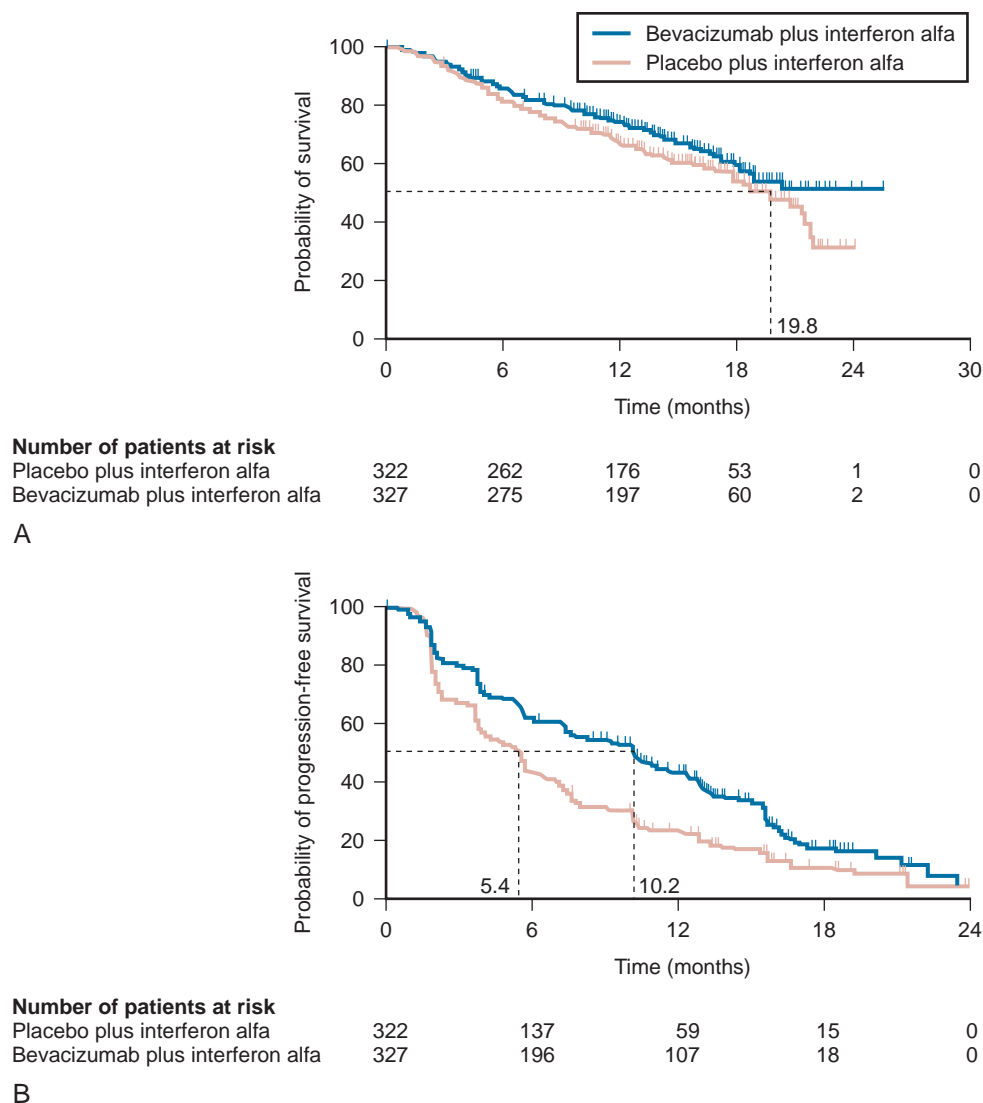 Bevacizumab plus interferon alfa
Placebo plus interferon alfa
Probability of survival
100
80
60
40
20
0
19.8
0 6 12 18 24 30
Time (months)
Number of patients at risk
Placebo plus interferon alfa 322 262 176 53 1 0
Bevacizumab plus interferon alfa 327 275 197 60 2 0
A
Probability of progression-free survival
100
80
60
40
20
0
5.4 10.2
0 6 12 18 24
Time (months)
Number of patients at risk
Placebo plus interferon alfa 322 137 59 15 0
Bevacizumab plus interferon alfa 327 196 107 18 0
B